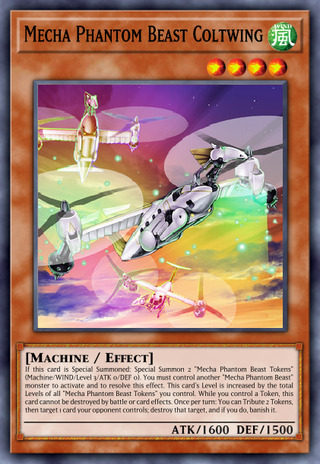 Mecha Phantom Beast Coltwing
WIND
風
[Machine / Effect]
If this card is Special Summoned: Special Summon 2 "Mecha Phantom Beast Tokens"
(Machine/WIND/Level 3/ATK 0/DEF 0). You must control another "Mecha Phantom Beast"
monster to activate and to resolve this effect. This card's Level is increased by the total
Levels of all "Mecha Phantom Beast Tokens" you control. While you control a Token, this
card cannot be destroyed by battle or card effects. Once per turn: You can Tribute 2 Tokens,
then target 1 card your opponent controls; destroy that target, and if you do, banish it.
ATK/1600 DEF/1500